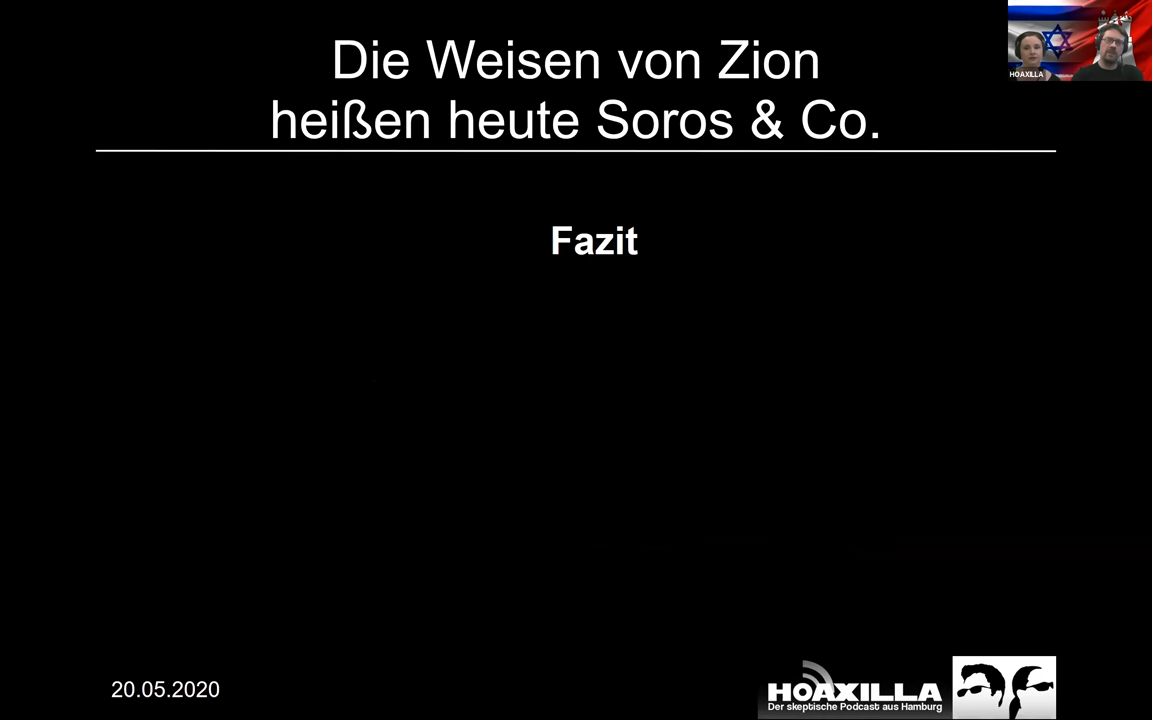 Die Weisen von Zion
heißen heute Soros & Co.
HOAXILLA
Fazit
20.05.2020
HOAXILLA
Der skeptische Podcast aus Hamburg